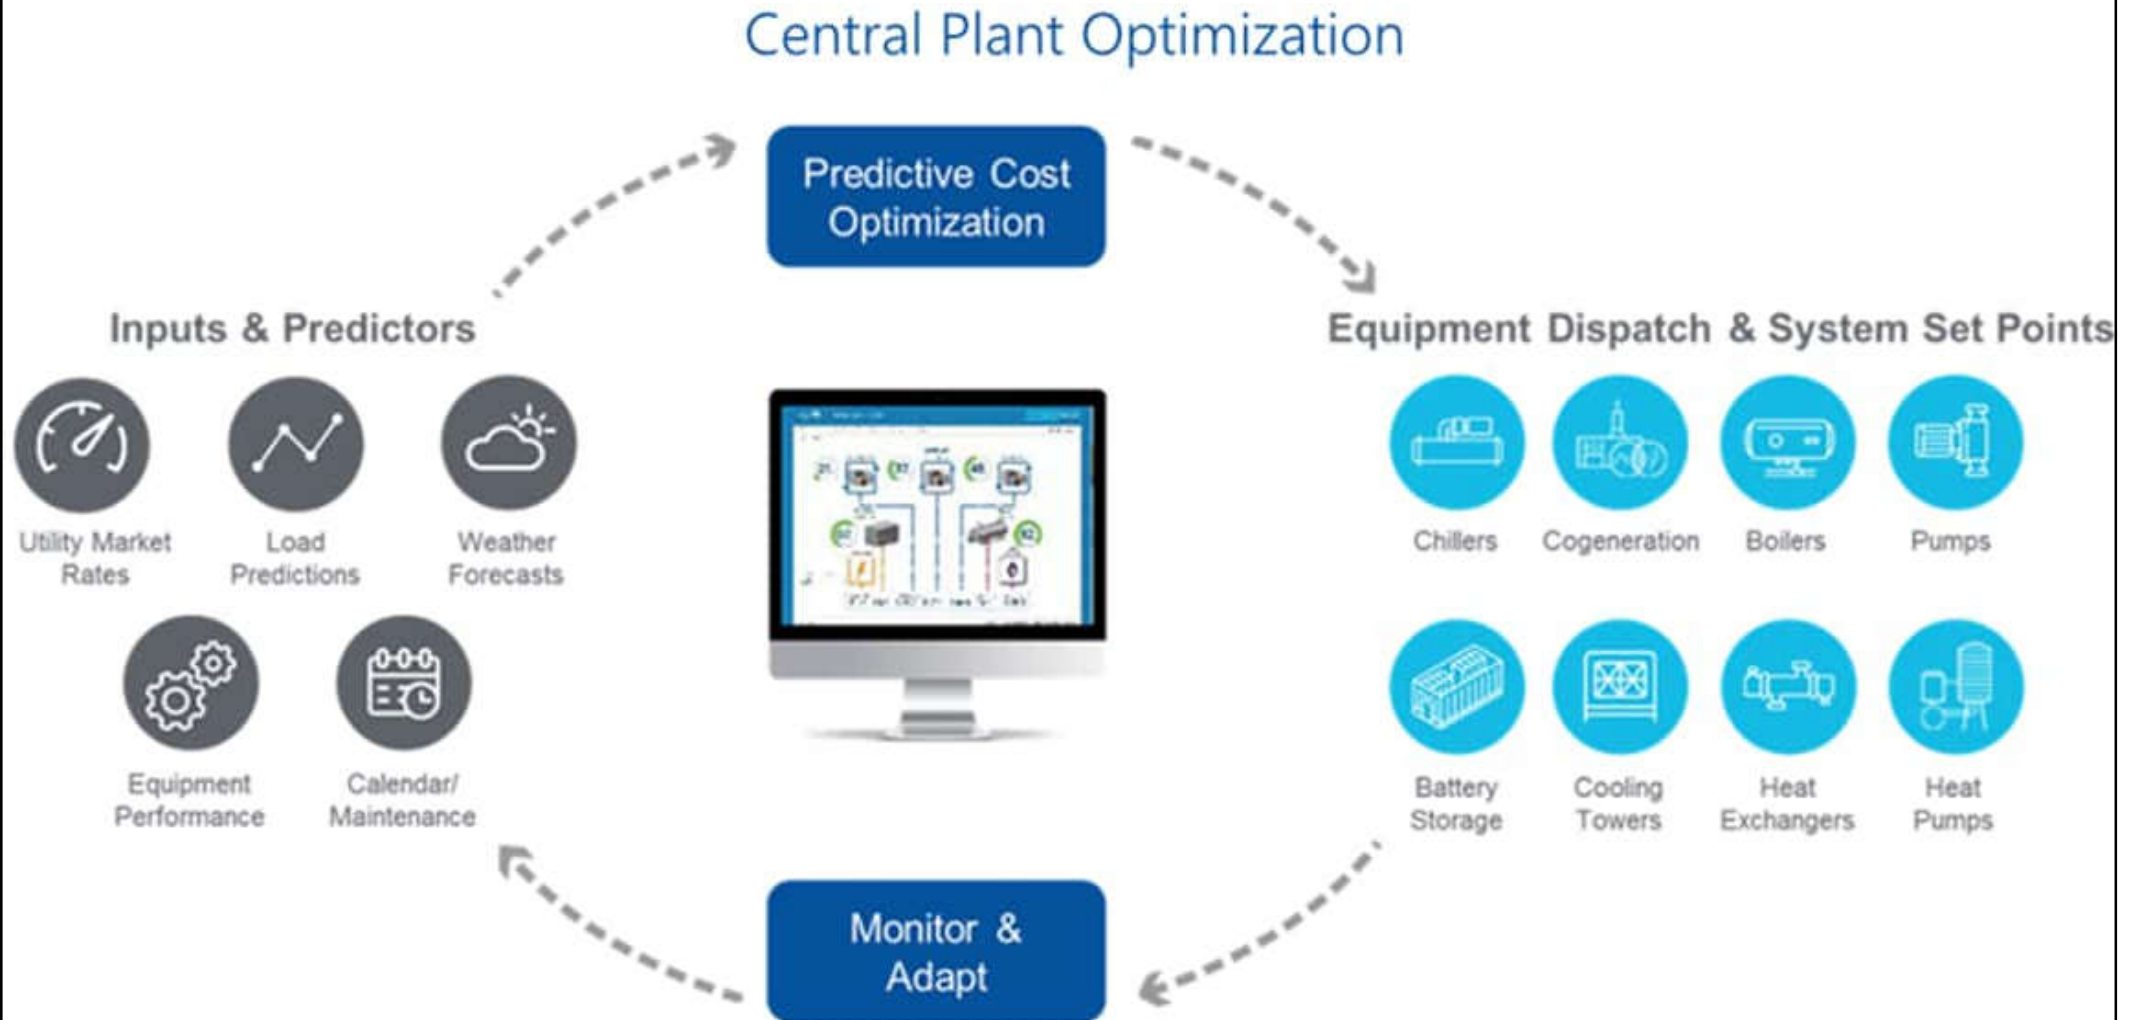 Central Plant Optimization
Predictive Cost
Optimization
Inputs & Predictors
Utility Market
Rates
Load
Predictions
Weather
Forecasts
Equipment
Performance
Calendar/
Maintenance
Equipment Dispatch & System Set Points
Chillers
Cogeneration
Boilers
Pumps
Battery
Storage
Cooling
Towers
Heat
Exchangers
Heat
Pumps
Monitor &
Adapt